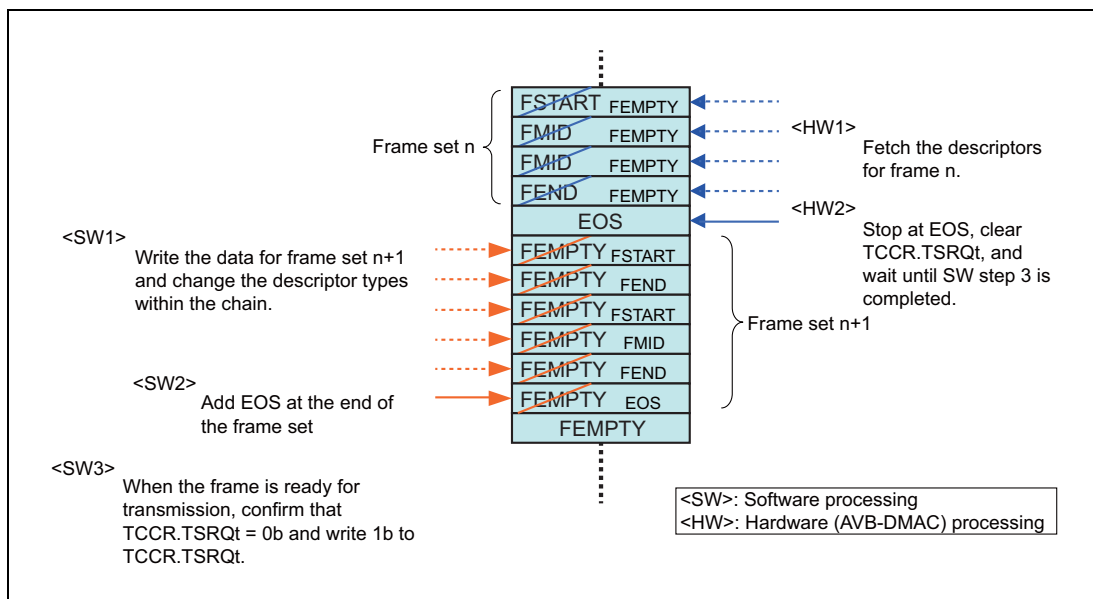 FSTART FEMPTY
FMID FEMPTY
FMID FEMPTY
FEND FEMPTY
EOS
FEMPTY FSTART
FEMPTY FEND
FEMPTY FSTART
FEMPTY FMID
FEMPTY FEND
FEMPTY EOS
FEMPTY
Frame set n
<HW1>
Fetch the descriptors
for frame n.
<HW2>
Stop at EOS, clear
TCCR.TSRQt, and
wait until SW step 3 is
completed.
Frame set n+1
<SW1>
Write the data for frame set n+1
and change the descriptor types
within the chain.
<SW2>
Add EOS at the end of
the frame set
<SW3>
When the frame is ready for
transmission, confirm that
TCCR.TSRQt = 0b and write 1b to
TCCR.TSRQt.
<SW>: Software processing
<HW>: Hardware (AVB-DMAC) processing